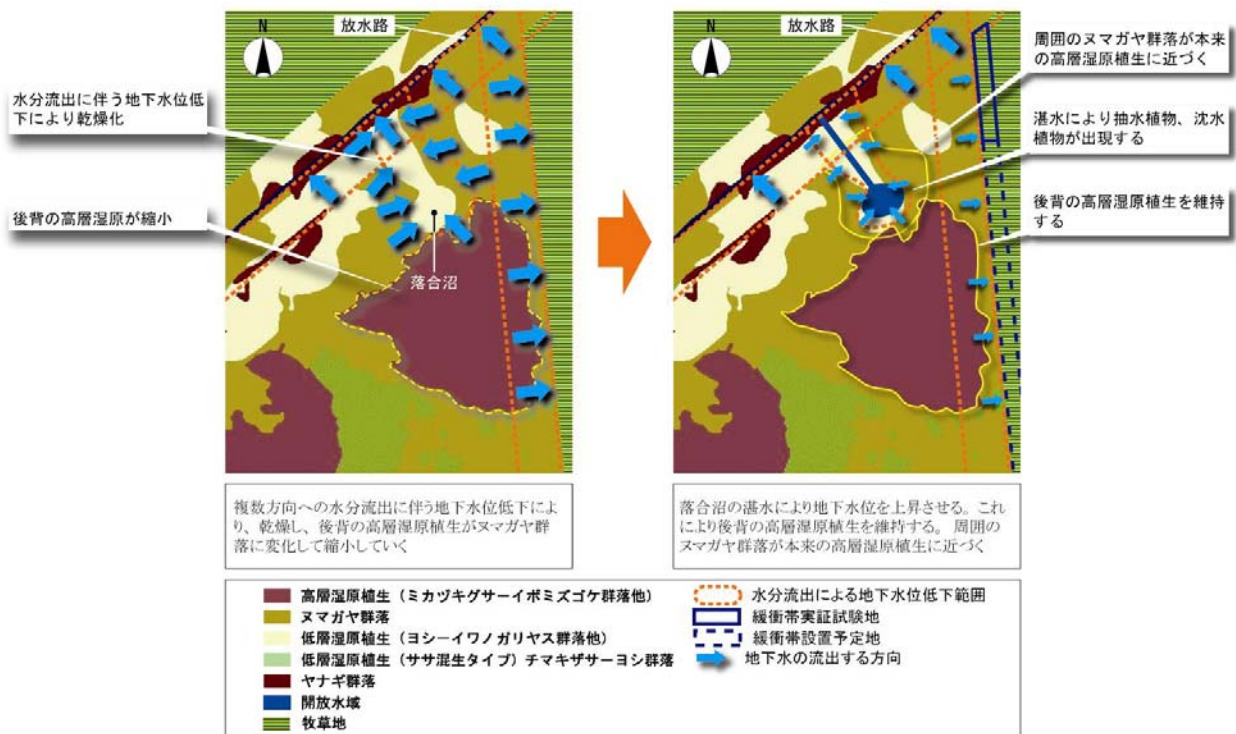 N
放水路
水分流出に伴う地下水位低
下により乾燥化
後背の高層湿原が縮小
落合沼
複数方向への水分流出に伴う地下水位低下によ
り、乾燥し、後背の高層湿原植生がヌマガヤ群
落に変化して縮小していく
N
放水路
周囲のヌマガヤ群落が本来
の高層湿原植生に近づく
湛水により抽水植物、沈水
植物が出現する
後背の高層湿原植生を維持
する
落合沼の湛水により地下水位を上昇させる。これ
により後背の高層湿原植生を維持する。 周囲の
ヌマガヤ群落が本来の高層湿原植生に近づく
高層湿原植生（ミカヅキグサーイボミズゴケ群落他）
ヌマガヤ群落
低層湿原植生（ヨシーイワノガリヤス群落他）
低層湿原植生（ササ混生タイプ）チマキザサーヨシ群落
ヤナギ群落
開放水域
牧草地
水分流出による地下水位低下範囲
緩衝帯実証試験地
緩衝帯設置予定地
地下水の流出する方向